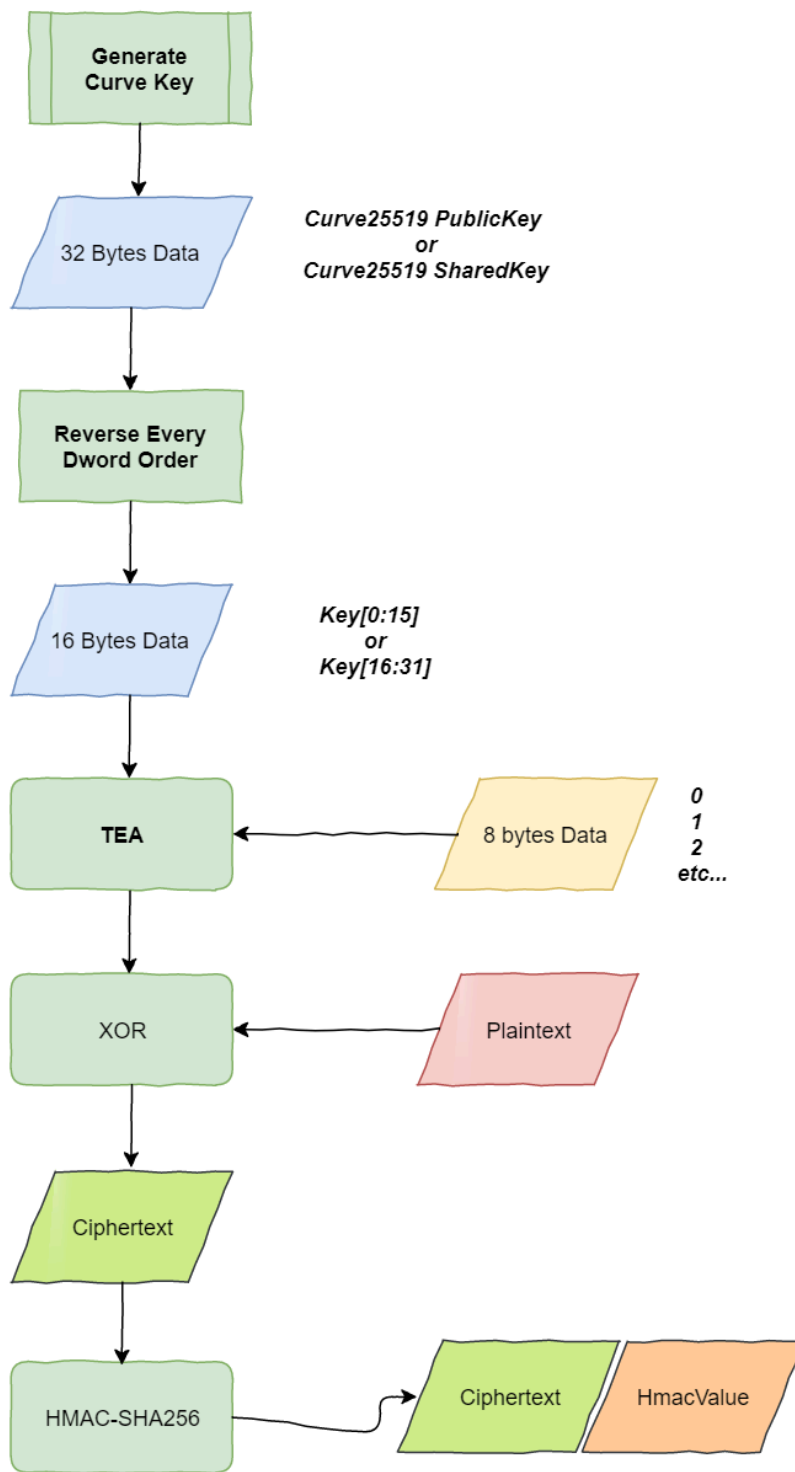 Generate
Curve Key
32 Bytes Data
Curve25519 PublicKey
or
Curve25519 SharedKey
Reverse Every
Dword Order
16 Bytes Data
Key[0:15]
or
Key[16:31]
TEA
8 bytes Data
0
1
2
etc...
XOR
Plaintext
Ciphertext
HMAC-SHA256
Ciphertext
HmacValue